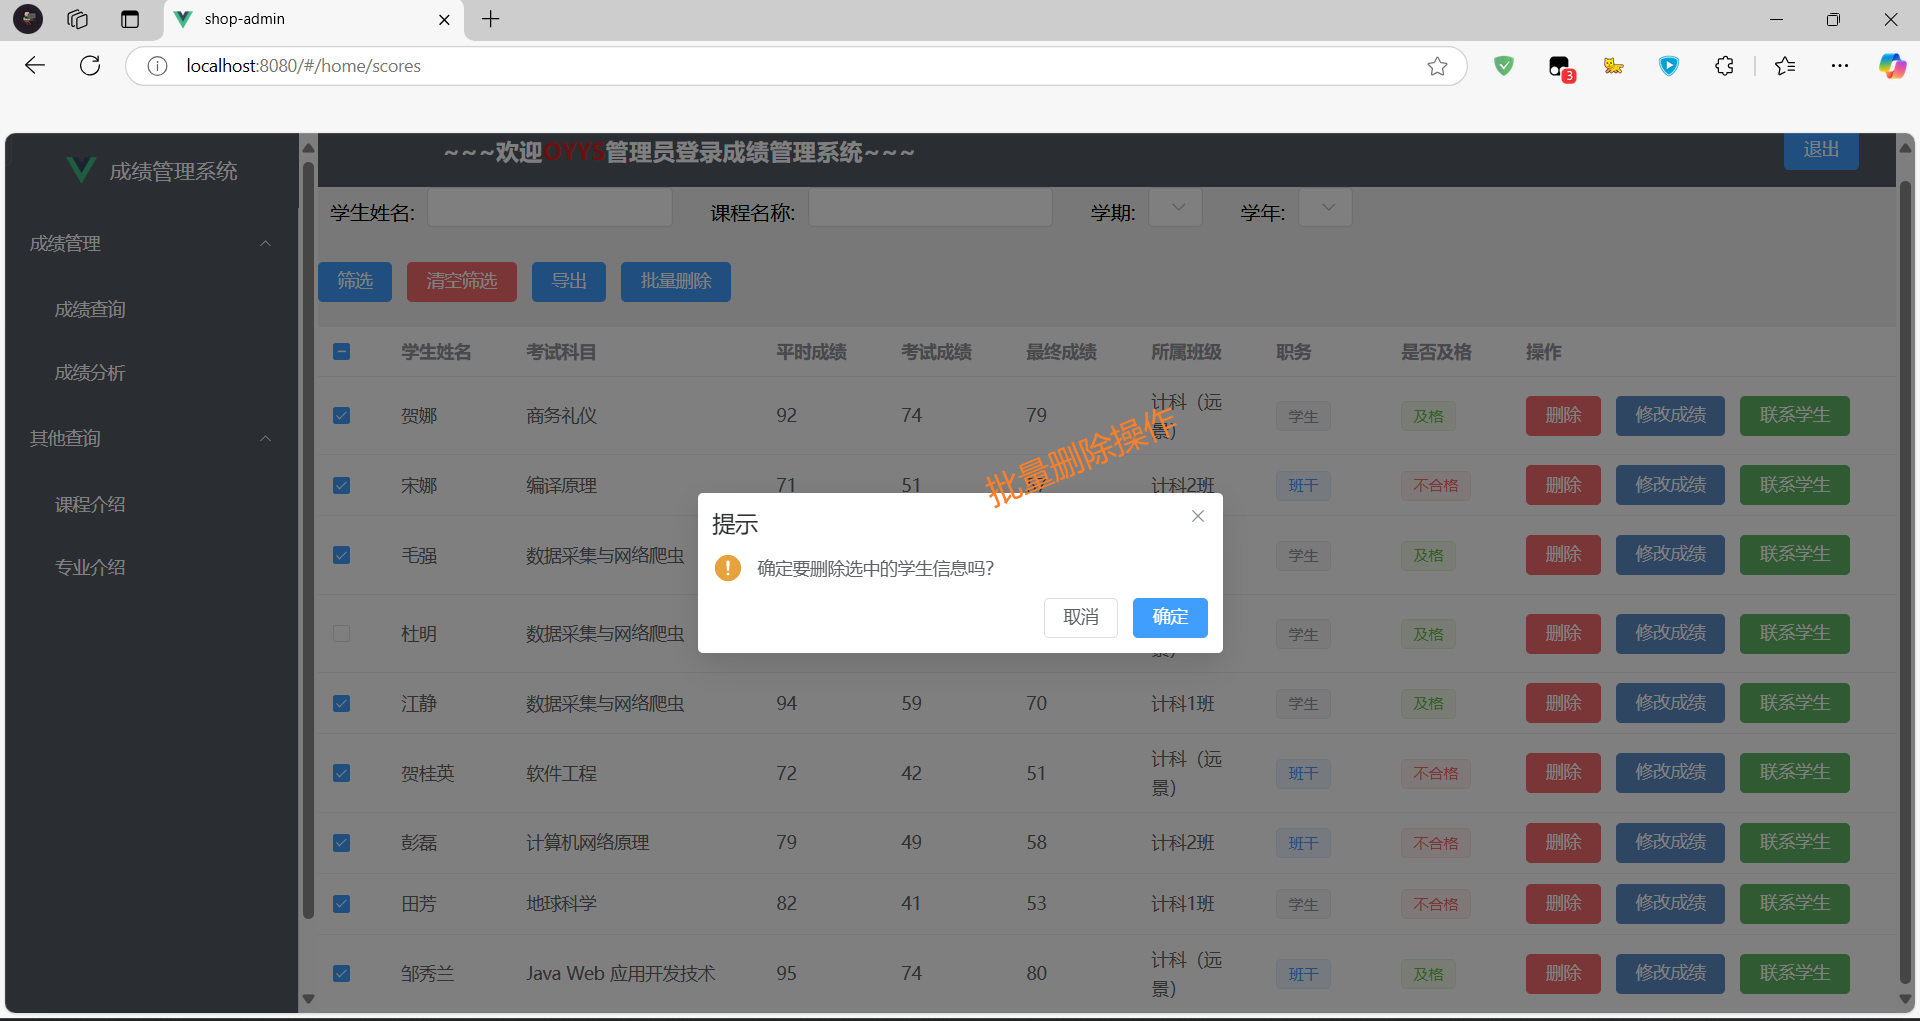 shop-admin
localhost:8080/#/home/scores
3
成绩管理系统
~~~欢迎OYYS管理员登录成绩管理系统~~~
退出
学生姓名:
课程名称:
学期:
学年:
筛选
清空筛选
导出
批量删除
成绩管理
成绩查询
成绩分析
其他查询
课程介绍
专业介绍
学生姓名 考试科目 平时成绩 考试成绩 最终成绩 所属班级 职务 是否及格 操作
贺娜 商务礼仪 92 74 79 计科（远景） 学生 及格 删除 修改成绩 联系学生
宋娜 编译原理 71 51 计科2班 班干 不合格 删除 修改成绩 联系学生
毛强 数据采集与网络爬虫 学生 及格 删除 修改成绩 联系学生
杜明 数据采集与网络爬虫 学生 及格 删除 修改成绩 联系学生
江静 数据采集与网络爬虫 94 59 70 计科1班 学生 及格 删除 修改成绩 联系学生
贺桂英 软件工程 72 42 51 计科（远景） 班干 不合格 删除 修改成绩 联系学生
彭磊 计算机网络原理 79 49 58 计科2班 班干 不合格 删除 修改成绩 联系学生
田芳 地球科学 82 41 53 计科1班 学生 不合格 删除 修改成绩 联系学生
邹秀兰 Java Web 应用开发技术 95 74 80 计科（远景） 班干 及格 删除 修改成绩 联系学生
批量删除操作
提示
确定要删除选中的学生信息吗?
取消
确定